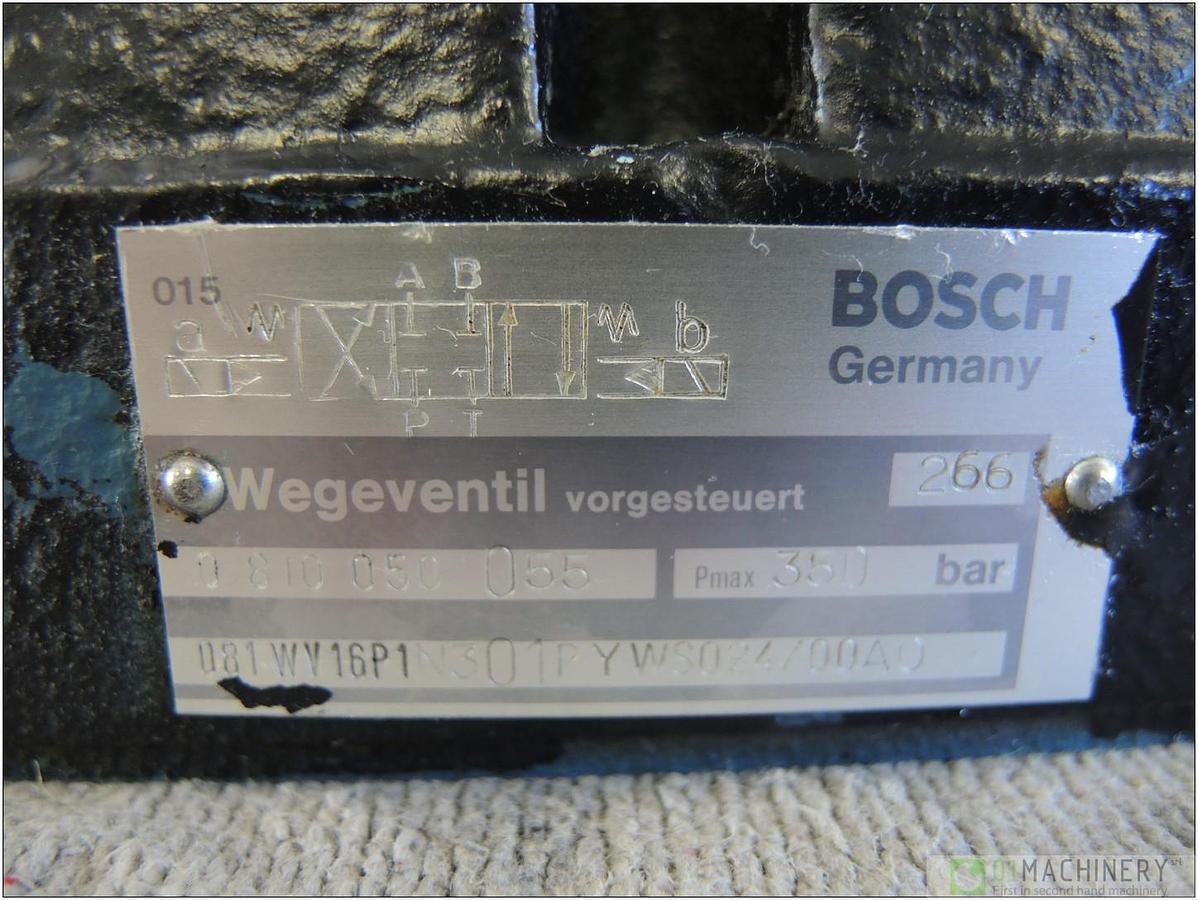 015
A B
a
b
P T
BOSCH
Germany
Wegeventil vorgesteuert
266
0 810 050 055
Pmax 350 bar
081WV16P1N301PYWS024/00A0
01MACHINERY srl
First in second hand machinery